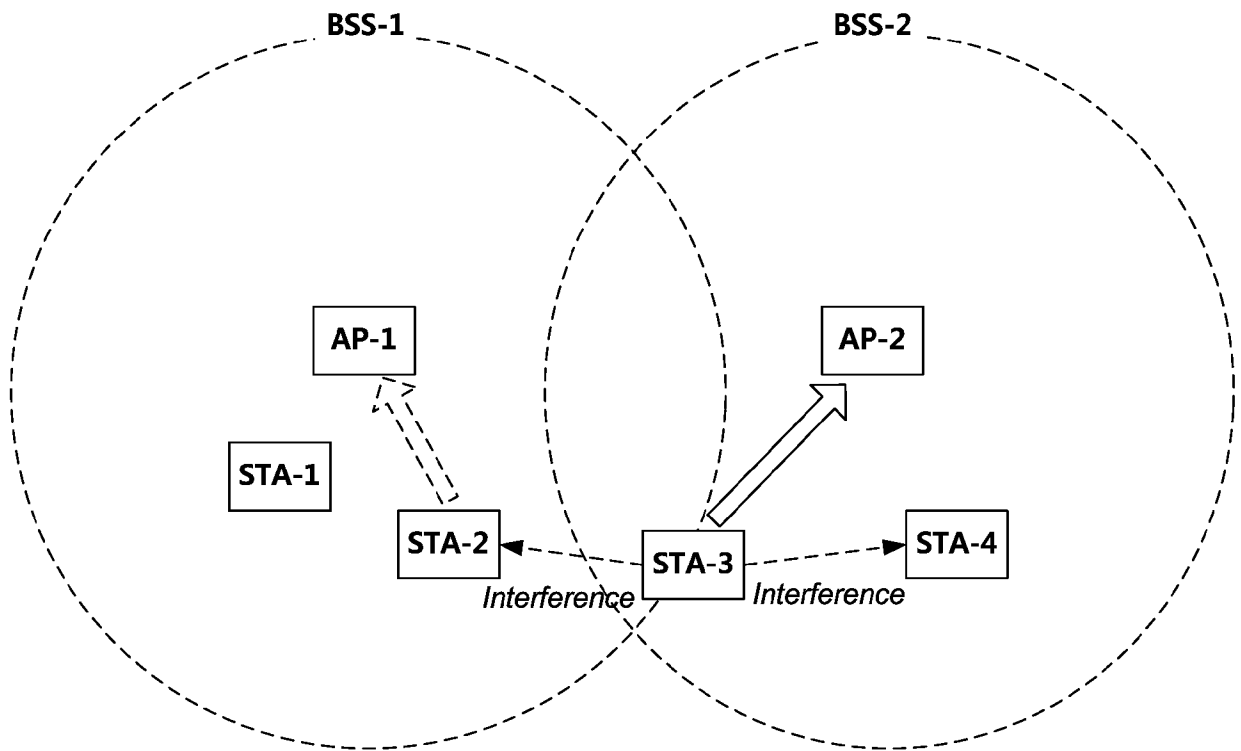 BSS-1
BSS-2
AP-1
AP-2
STA-1
STA-2
STA-3
STA-4
Interference
Interference